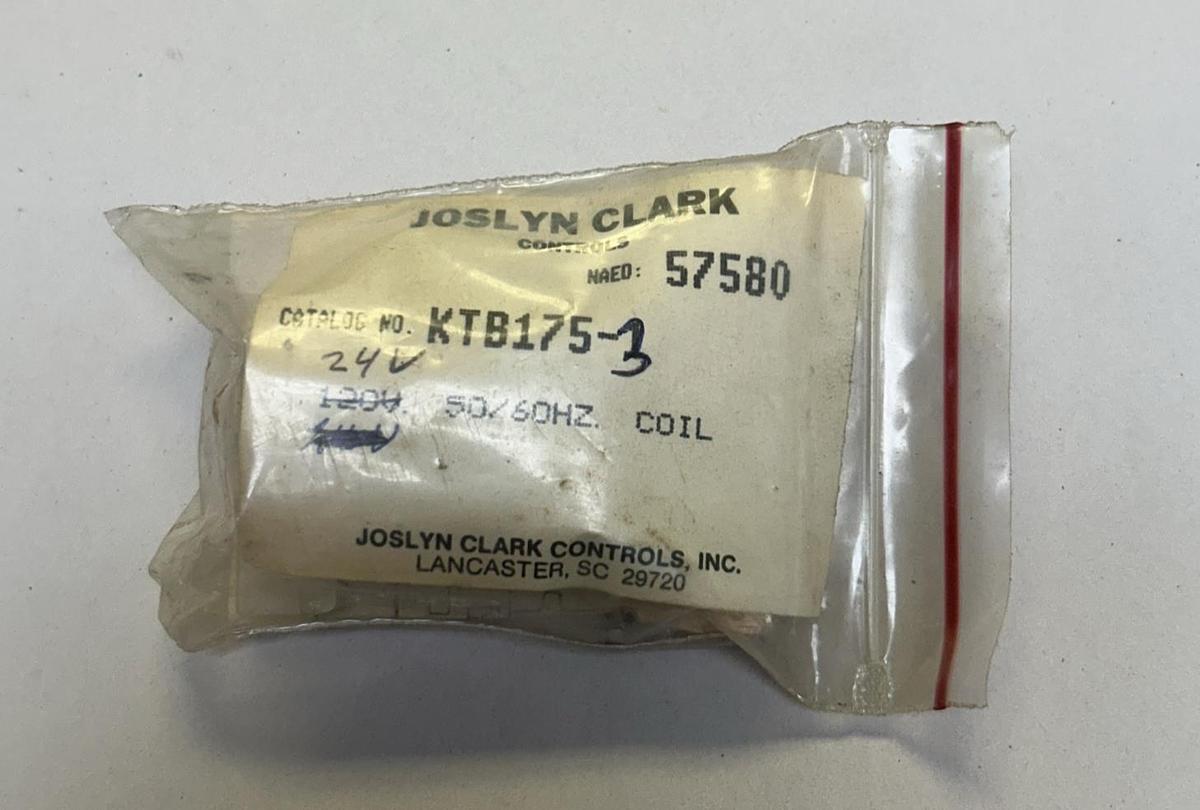 JOSLYN CLARK
CONTROLS
NAED: 57580
CATALOG NO. KTB175-3
24V
120V. 50/60HZ. COIL
JOSLYN CLARK CONTROLS, INC.
LANCASTER, SC 29720